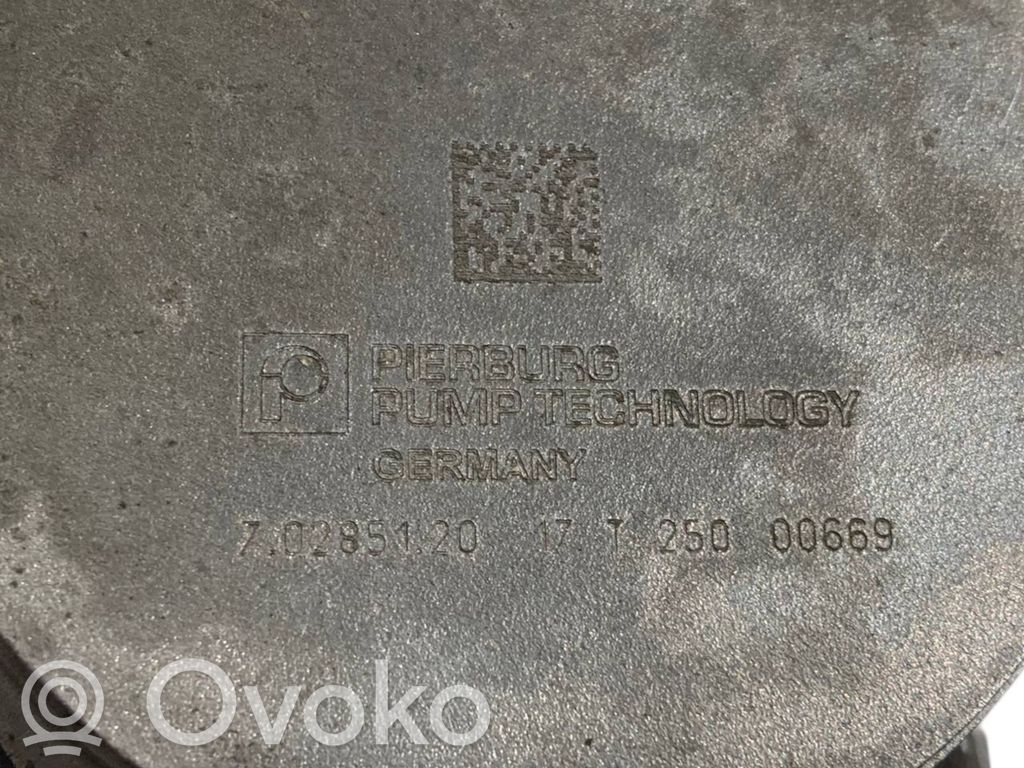 PIERBURG
PUMP TECHNOLOGY
GERMANY
7.02851.20 17. T 250 00669
Ovoko